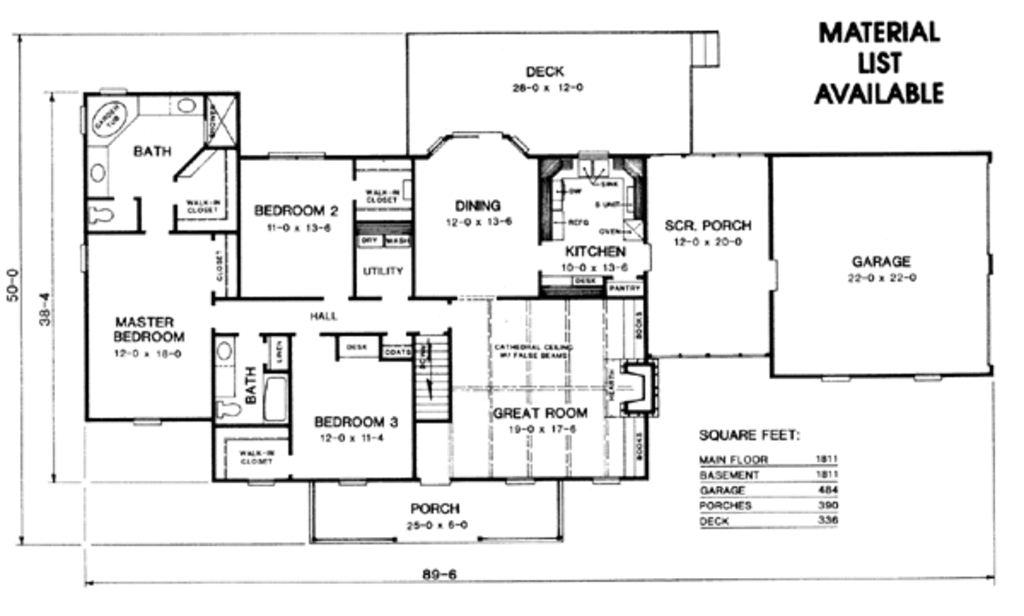 MATERIAL
LIST
AVAILABLE
DECK
28-0 x 12-0
50-0
38-4
GARDEN
TUB
SHOWER
BATH
WALK-IN
CLOSET
BEDROOM 2
11-0 x 13-6
WALK-IN
CLOSET
DINING
12-0 x 13-6
DW
SINK
S UNIT
REFG
OVEN
KITCHEN
10-0 x 13-6
DESK
PANTRY
SCR. PORCH
12-0 x 20-0
GARAGE
22-0 x 22-0
DRY
WASH
UTILITY
CLOSET
HALL
MASTER
BEDROOM
12-0 x 18-0
LINEN
BATH
DESK
COATS
DOWN
CATHEDRAL CEILING
W/ FALSE BEAMS
BOOKS
HEARTH
GREAT ROOM
19-0 x 17-6
BOOKS
BEDROOM 3
12-0 x 11-4
WALK-IN
CLOSET
PORCH
25-0 x 6-0
SQUARE FEET:
MAIN FLOOR 1811
BASEMENT 1811
GARAGE 484
PORCHES 390
DECK 336
89-6